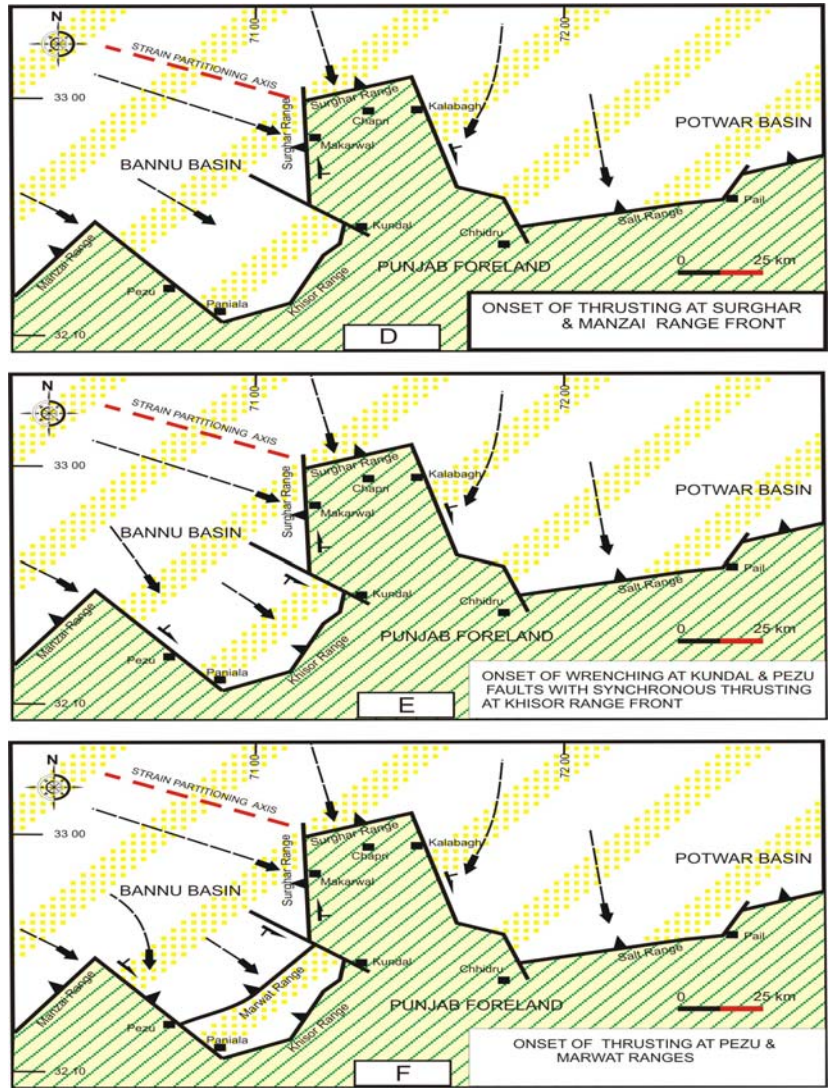 N
71 00
72 00
STRAIN PARTITIONING AXIS
33 00
Surghar Range
Chapri
Kalabagh
Surghar Range
Makarwal
POTWAR BASIN
BANNU BASIN
Kundal
Pail
Salt Range
Chhidru
Manzai Range
PUNJAB FORELAND
0 25 km
Pezu
Khisor Range
Paniala
32 10
D
ONSET OF THRUSTING AT SURGHAR
& MANZAI RANGE FRONT
N
71 00
72 00
STRAIN PARTITIONING AXIS
33 00
Surghar Range
Chapri
Kalabagh
Surghar Range
Makarwal
POTWAR BASIN
BANNU BASIN
Kundal
Pail
Salt Range
Chhidru
Manzai Range
PUNJAB FORELAND
0 25 km
Pezu
Khisor Range
Paniala
32 10
E
ONSET OF WRENCHING AT KUNDAL & PEZU
FAULTS WITH SYNCHRONOUS THRUSTING
AT KHISOR RANGE FRONT
N
71 00
72 00
STRAIN PARTITIONING AXIS
33 00
Surghar Range
Chapri
Kalabagh
Surghar Range
Makarwal
POTWAR BASIN
BANNU BASIN
Kundal
Pail
Salt Range
Chhidru
Manzai Range
Marwat Range
PUNJAB FORELAND
0 25 km
Pezu
Khisor Range
Paniala
32 10
F
ONSET OF THRUSTING AT PEZU &
MARWAT RANGES